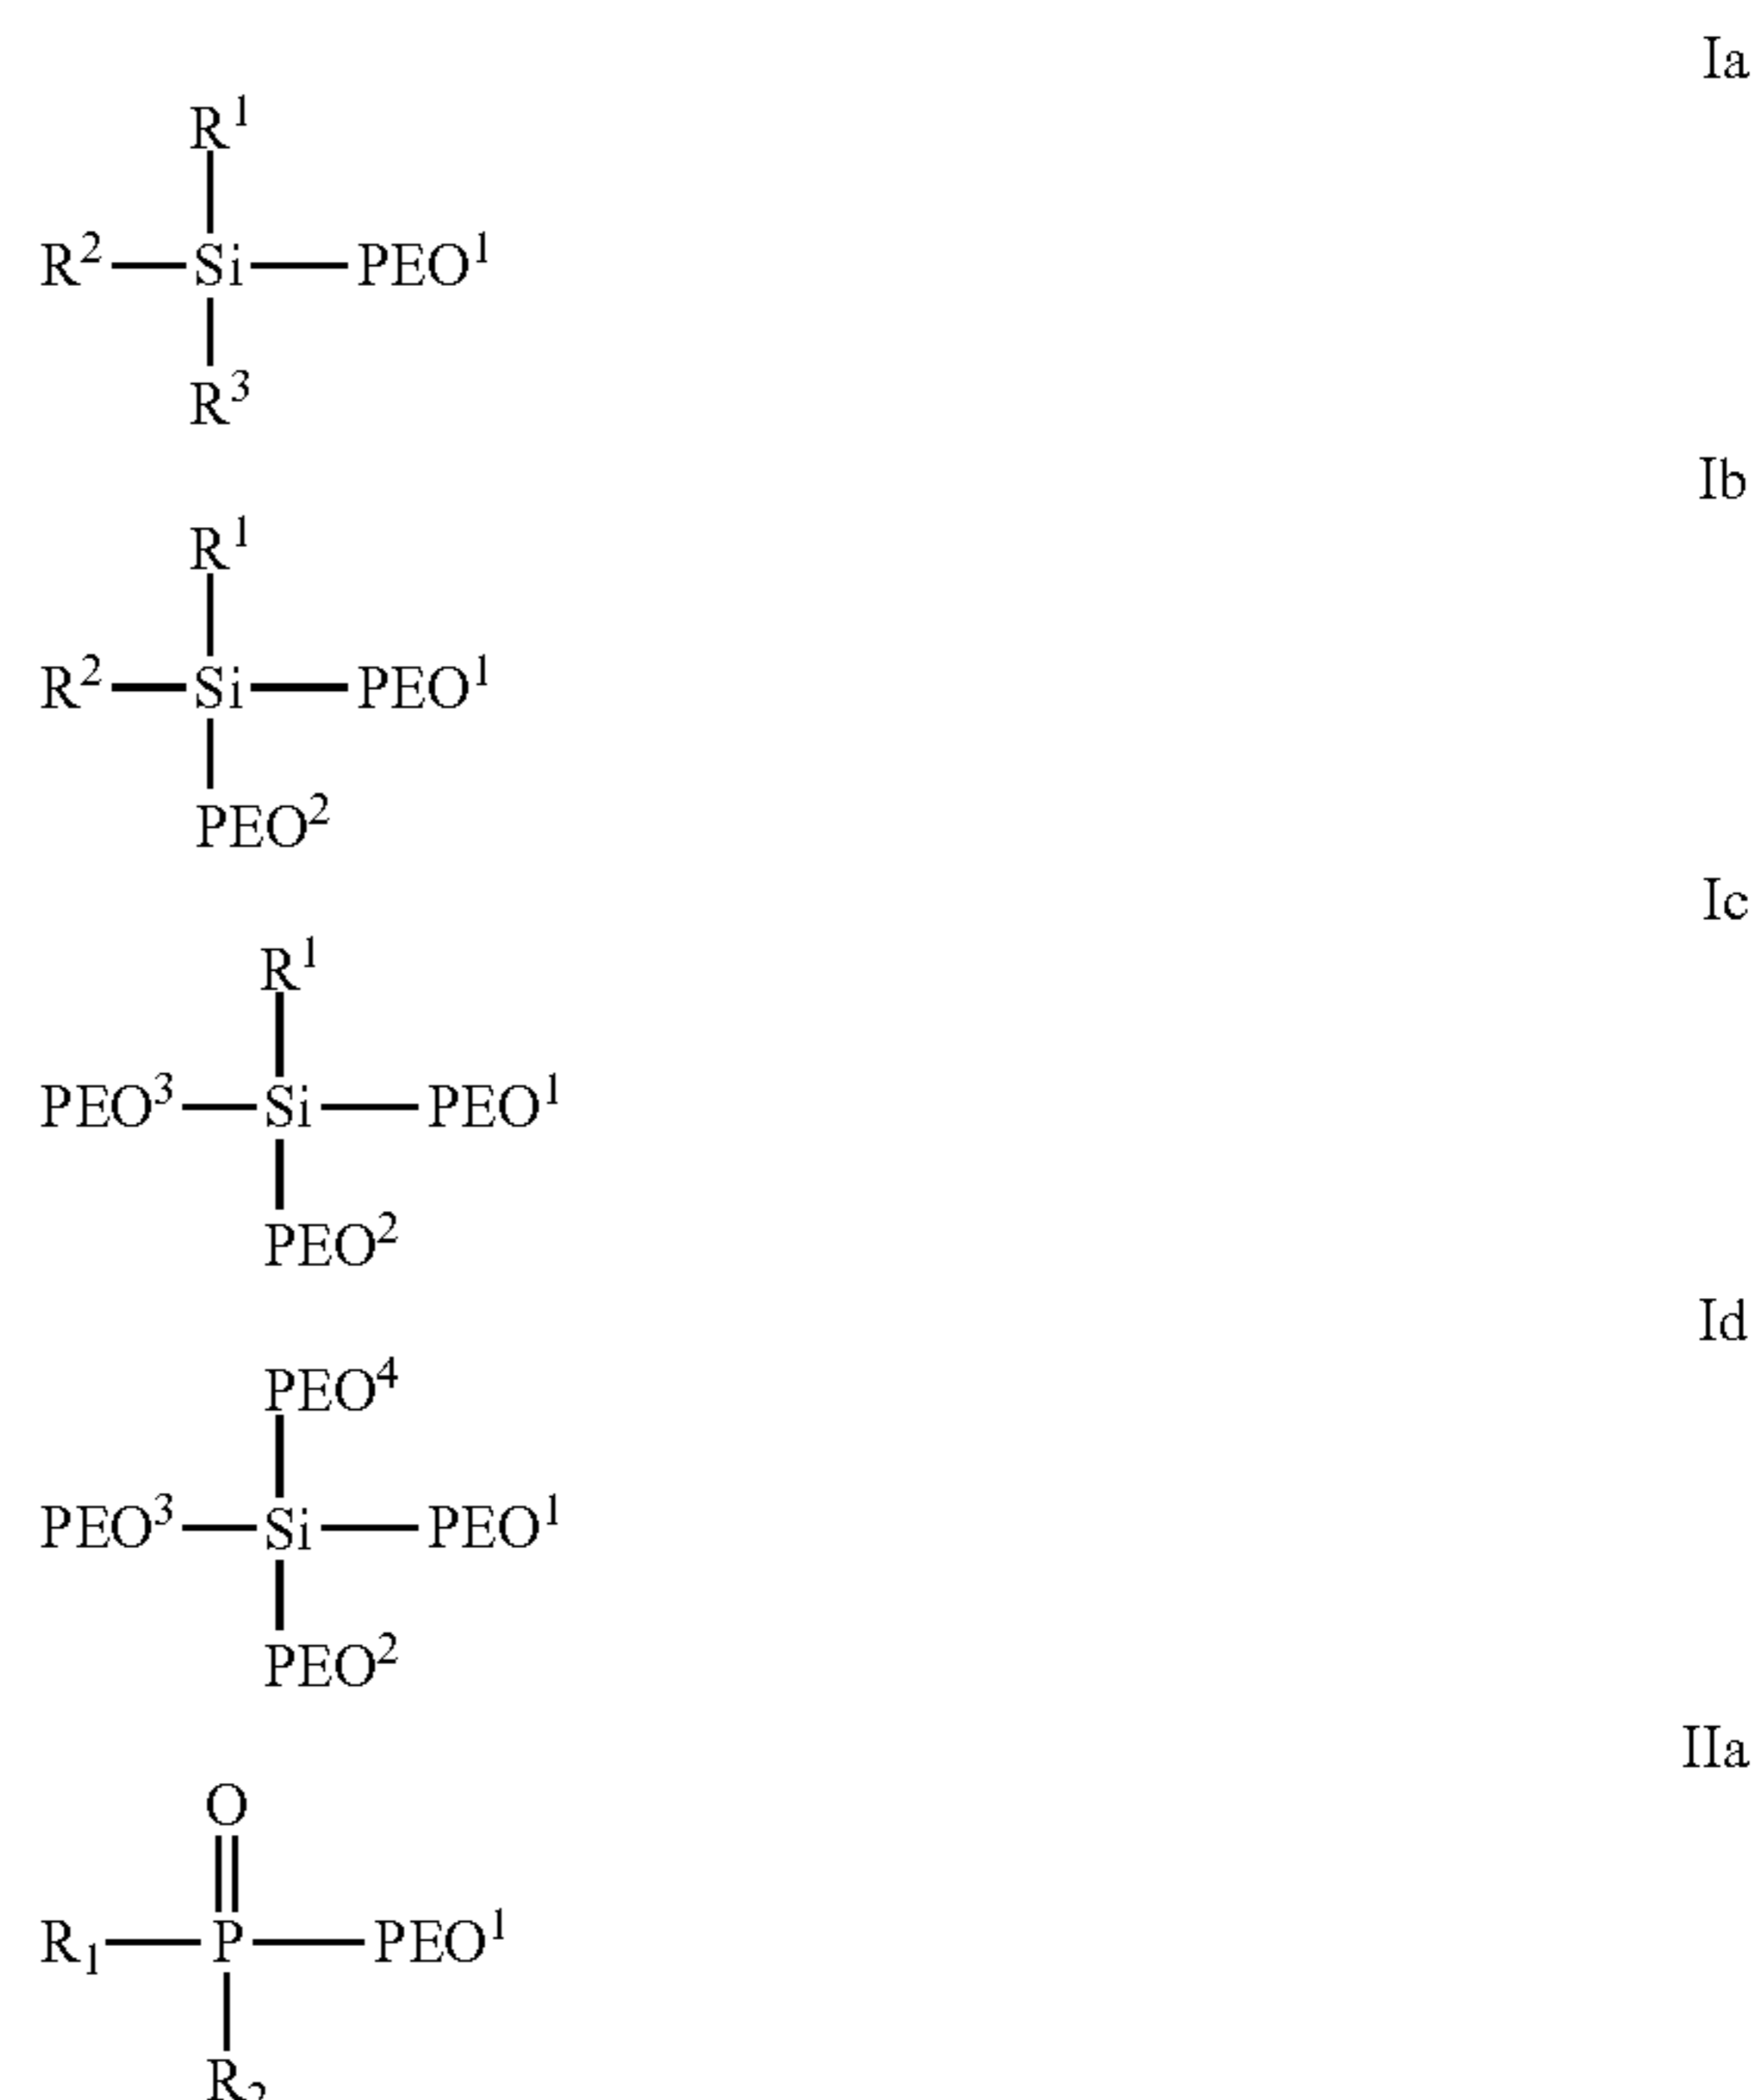 Ia
R¹
R²—Si—PEO¹
R³
Ib
R¹
R²—Si—PEO¹
PEO²
Ic
R¹
PEO³—Si—PEO¹
PEO²
Id
PEO⁴
PEO³—Si—PEO¹
PEO²
IIa
O
R₁—P—PEO¹
R₂